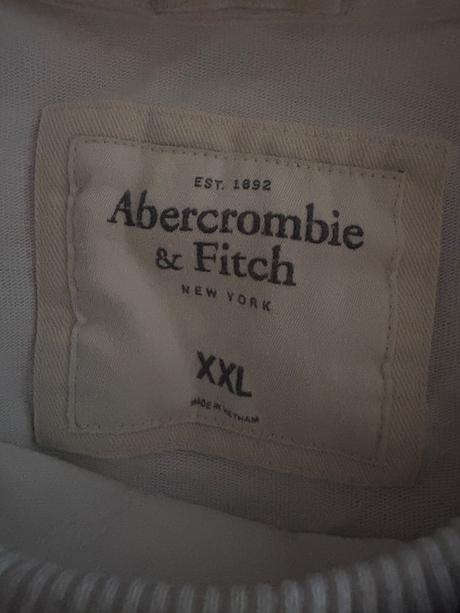 EST. 1892
Abercrombie
& Fitch
NEW YORK
XXL
MADE IN VIETNAM